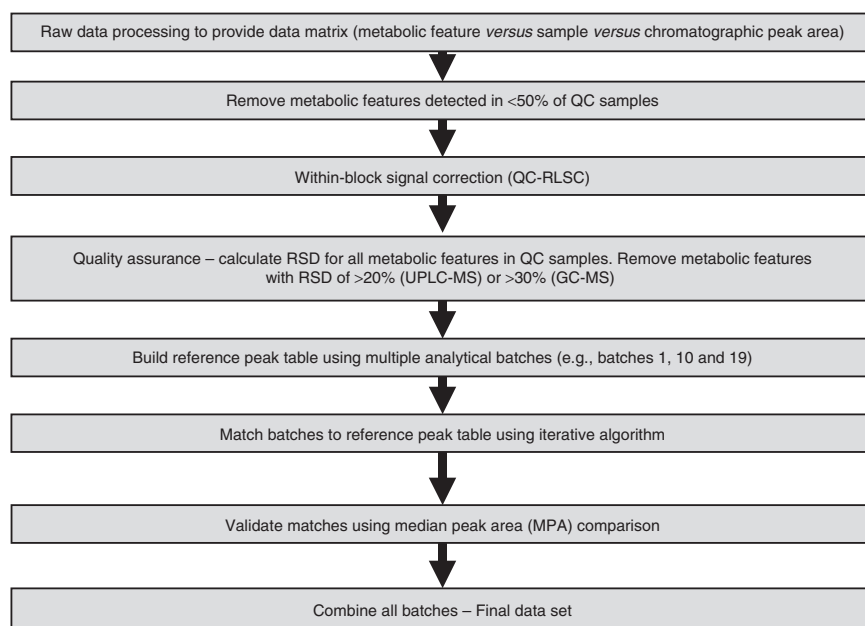 Raw data processing to provide data matrix (metabolic feature versus sample versus chromatographic peak area)
Remove metabolic features detected in <50% of QC samples
Within-block signal correction (QC-RLSC)
Quality assurance – calculate RSD for all metabolic features in QC samples. Remove metabolic features
with RSD of >20% (UPLC-MS) or >30% (GC-MS)
Build reference peak table using multiple analytical batches (e.g., batches 1, 10 and 19)
Match batches to reference peak table using iterative algorithm
Validate matches using median peak area (MPA) comparison
Combine all batches – Final data set